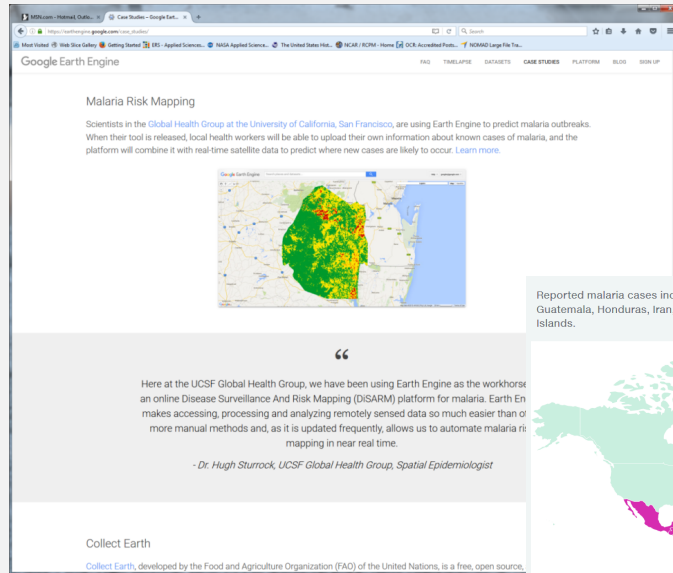 MSN.com - Hotmail, Outlo...
Case Studies – Google Eart...
https://earthengine.google.com/case_studies/
Search
Most Visited
Web Slice Gallery
Getting Started
ERS - Applied Sciences...
NASA Applied Science...
The United States Hot...
NCAR / RCPM - Home
OCR: Accredited Posts...
NOMAD Large File Tra...
Google Earth Engine
FAQ TIMELAPSE DATASETS CASE STUDIES PLATFORM BLOG SIGN UP
Malaria Risk Mapping
Scientists in the Global Health Group at the University of California, San Francisco, are using Earth Engine to predict malaria outbreaks.
When their tool is released, local health workers will be able to upload their own information about known cases of malaria, and the
platform will combine it with real-time satellite data to predict where new cases are likely to occur. Learn more.
Google Earth Engine
Reported malaria cases inc
Guatemala, Honduras, Iran,
Islands.
“
Here at the UCSF Global Health Group, we have been using Earth Engine as the workhorse
an online Disease Surveillance And Risk Mapping (DiSARM) platform for malaria. Earth En
makes accessing, processing and analyzing remotely sensed data so much easier than o
more manual methods and, as it is updated frequently, allows us to automate malaria ri
mapping in near real time.
- Dr. Hugh Sturrock, UCSF Global Health Group, Spatial Epidemiologist
Collect Earth
Collect Earth, developed by the Food and Agriculture Organization (FAO) of the United Nations, is a free, open source,